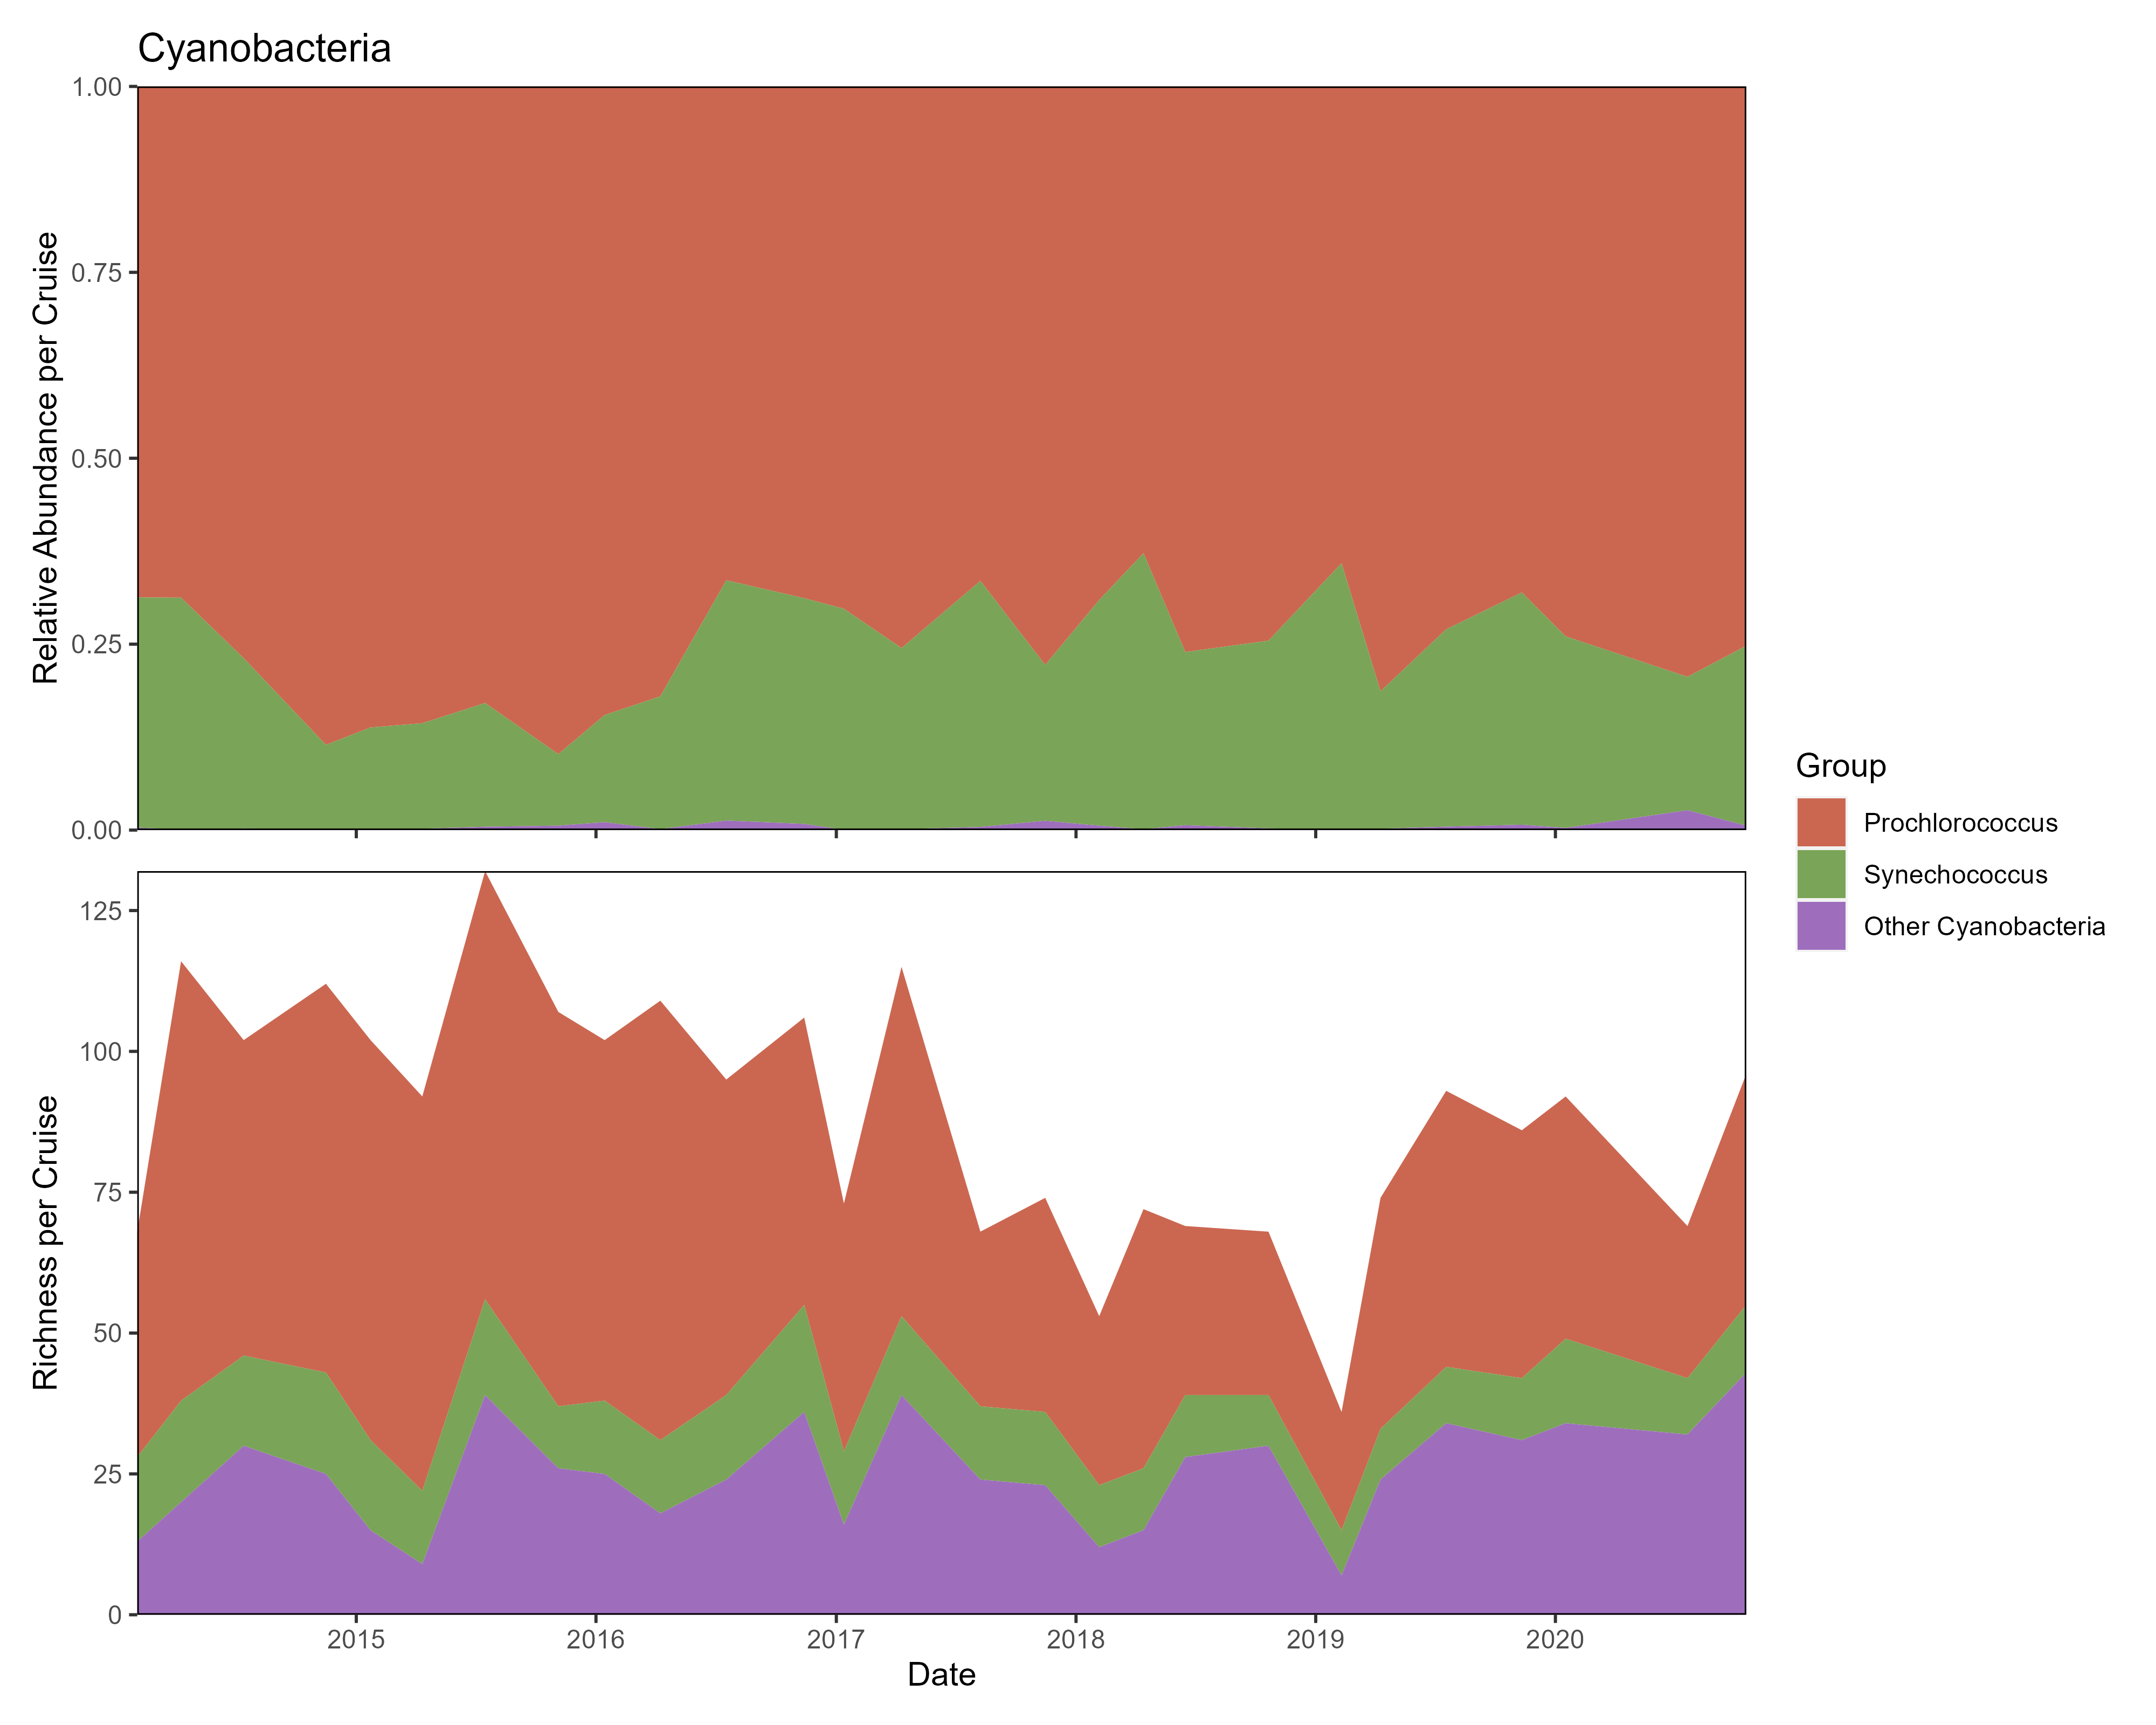 Cyanobacteria
Relative Abundance per Cruise
1.00
0.75
0.50
0.25
0.00
Richness per Cruise
125
100
75
50
25
0
2015 2016 2017 2018 2019 2020
Date
Group
Prochlorococcus
Synechococcus
Other Cyanobacteria